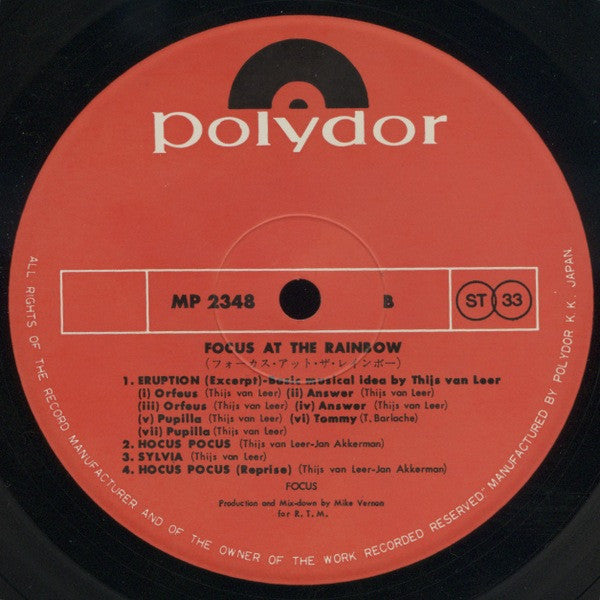 polydor
MP 2348 B ST 33
FOCUS AT THE RAINBOW
(フォーカス・アット・ザ・レインボー)
1. ERUPTION (Excerpt)-Basic musical idea by Thijs van Leer
(i) Orfeus (Thijs van Leer) (ii) Answer (Thijs van Leer)
(iii) Orfeus (Thijs van Leer) (iv) Answer (Thijs van Leer)
(v) Pupilla (Thijs van Leer) (vi) Tommy (T. Barlache)
(vii) Pupilla (Thijs van Leer)
2. HOCUS POCUS (Thijs van Leer-Jan Akkerman)
3. SYLVIA (Thijs van Leer)
4. HOCUS POCUS (Reprise) (Thijs van Leer-Jan Akkerman)
FOCUS
Production and Mix-down by Mike Vernon
for R.T.M.
ALL RIGHTS OF THE RECORD MANUFACTURER AND OF THE OWNER OF THE WORK RECORDED RESERVED· MANUFACTURED BY POLYDOR K.K. JAPAN.